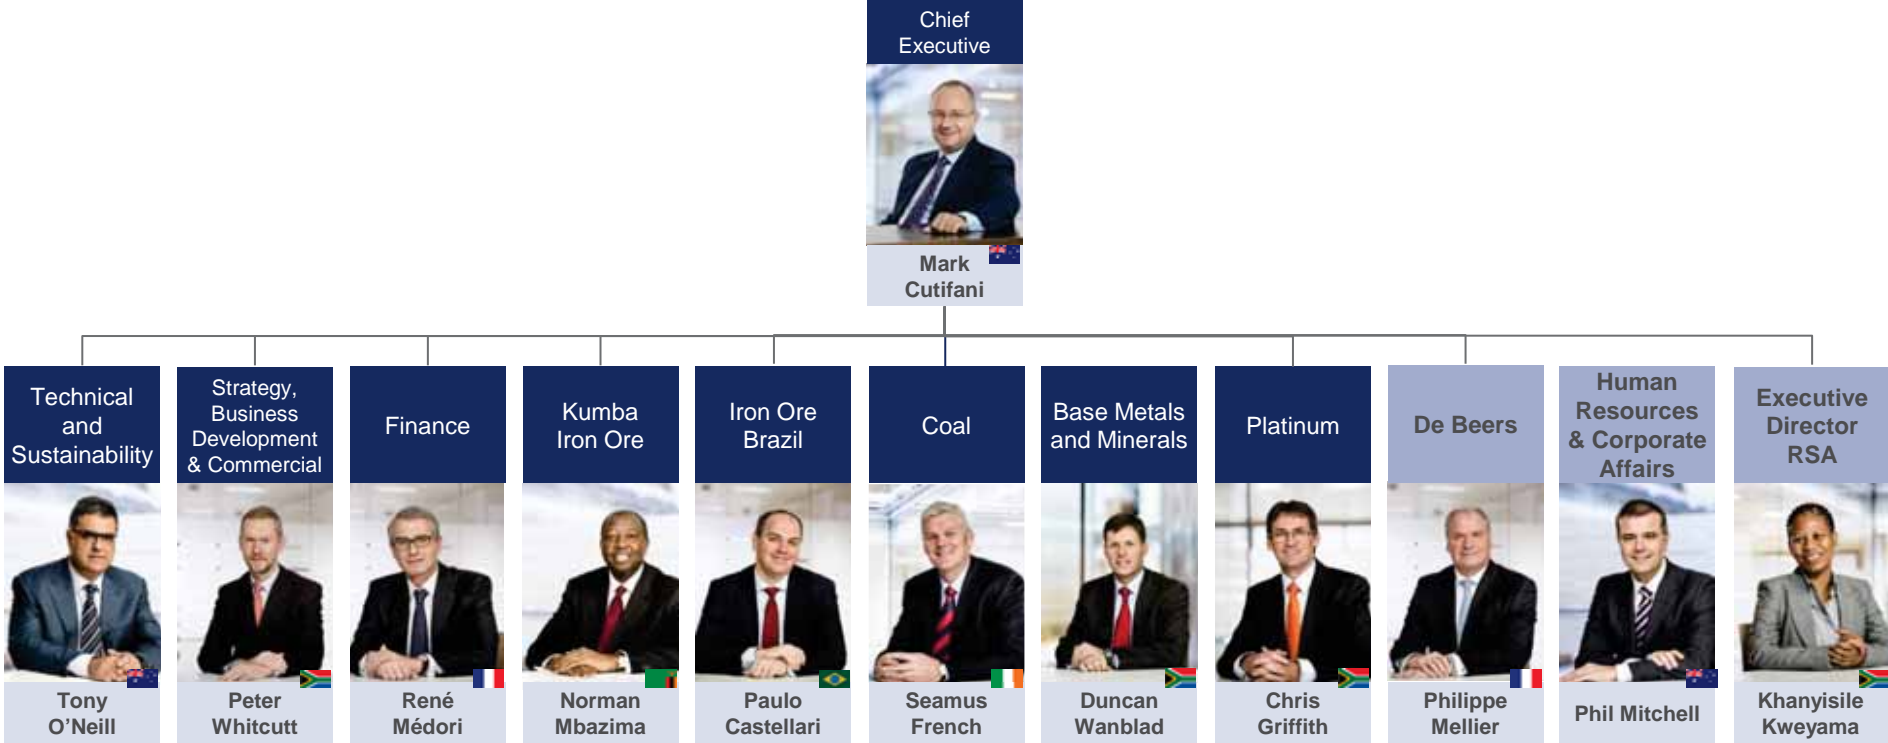 Chief
Executive
Mark
Cutifani
Technical
and
Sustainability
Strategy,
Business
Development
& Commercial
Finance
Kumba
Iron Ore
Iron Ore
Brazil
Coal
Base Metals
and Minerals
Platinum
De Beers
Human
Resources
& Corporate
Affairs
Executive
Director
RSA
Tony
O’Neill
Peter
Whitcutt
René
Médori
Norman
Mbazima
Paulo
Castellari
Seamus
French
Duncan
Wanblad
Chris
Griffith
Philippe
Mellier
Phil Mitchell
Khanyisile
Kweyama